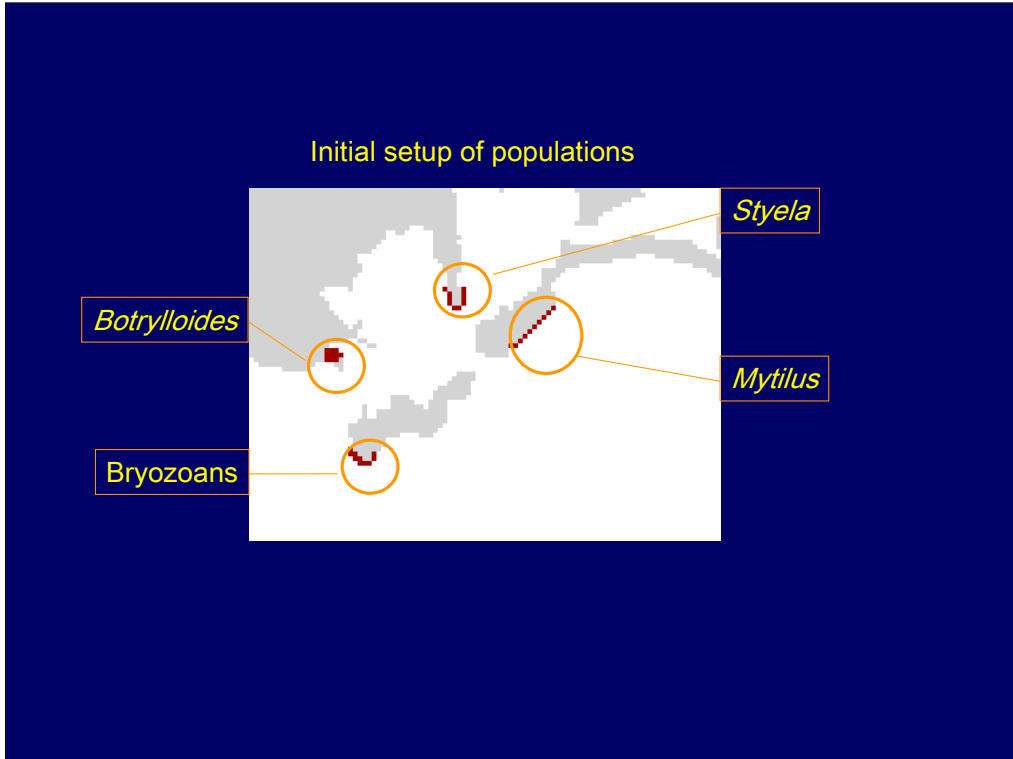 Initial setup of populations
Styela
Botrylloides
Mytilus
Bryozoans